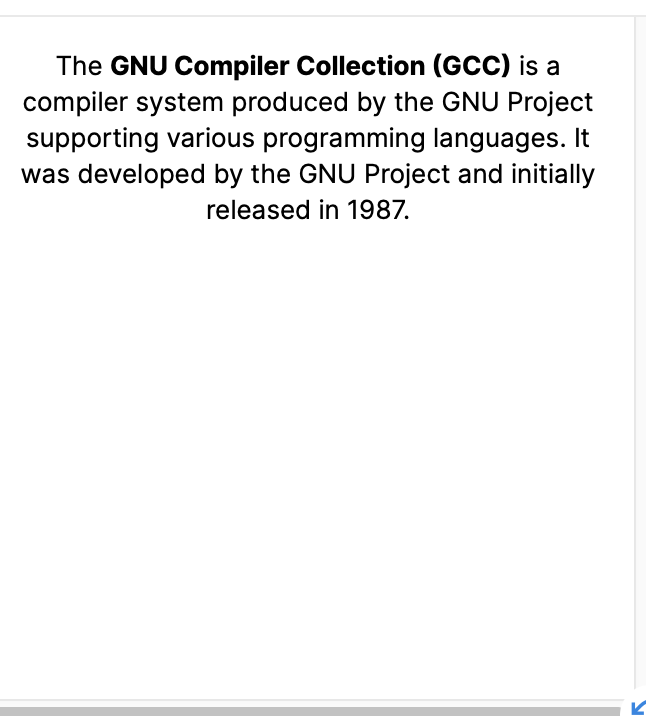 The GNU Compiler Collection (GCC) is a
compiler system produced by the GNU Project
supporting various programming languages. It
was developed by the GNU Project and initially
released in 1987.